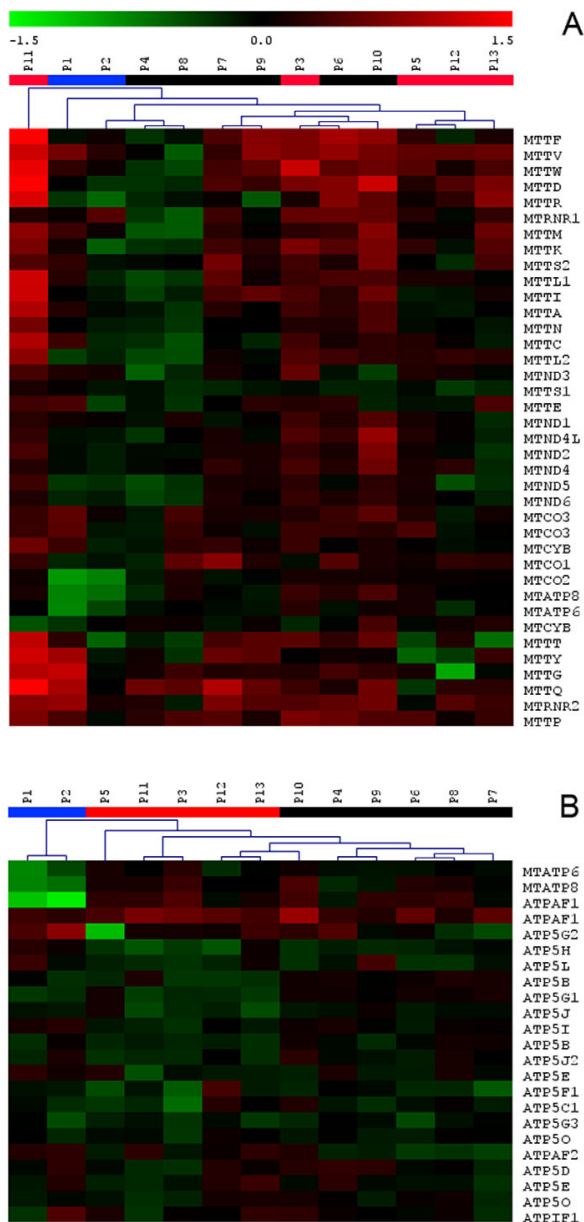 A
-1.5 0.0 1.5
P11 P1 P2 P4 P8 P7 P9 P3 P6 P10 P5 P12 P13
MTTF
MTTV
MTTW
MTTD
MTTR
MTRNR1
MTTM
MTTK
MTTS2
MTTL1
MTTI
MTTA
MTTN
MTTC
MTTL2
MTND3
MTTS1
MTTE
MTND1
MTND4L
MTND2
MTND4
MTND5
MTND6
MTCO3
MTCO3
MTCYB
MTCO1
MTCO2
MTATP8
MTATP6
MTCYB
MTTT
MTTY
MTTG
MTTQ
MTRNR2
MTTP
B
P1 P2 P5 P11 P3 P12 P13 P10 P4 P9 P6 P8 P7
MTATP6
MTATP8
ATPAF1
ATPAF1
ATP5G2
ATP5H
ATP5L
ATP5B
ATP5G1
ATP5J
ATP5I
ATP5B
ATP5J2
ATP5E
ATP5F1
ATP5C1
ATP5G3
ATP5O
ATPAF2
ATP5D
ATP5E
ATP5O
ATPIF1